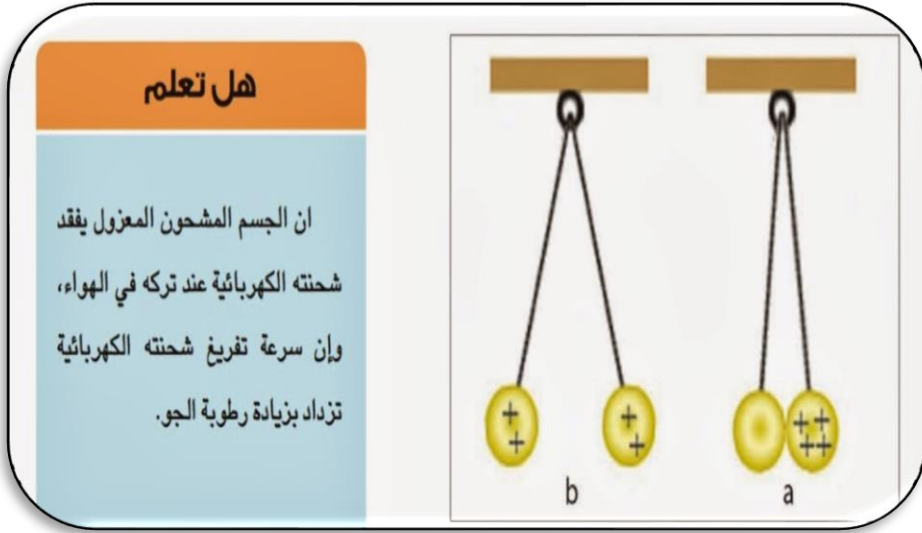 هل تعلم
ان الجسم المشحون المعزول يفقد
شحنته الكهربائية عند تركه في الهواء،
وإن سرعة تفريغ شحنته الكهربائية
تزداد بزيادة رطوبة الجو.
+ +
+ +
+ +
++
b a